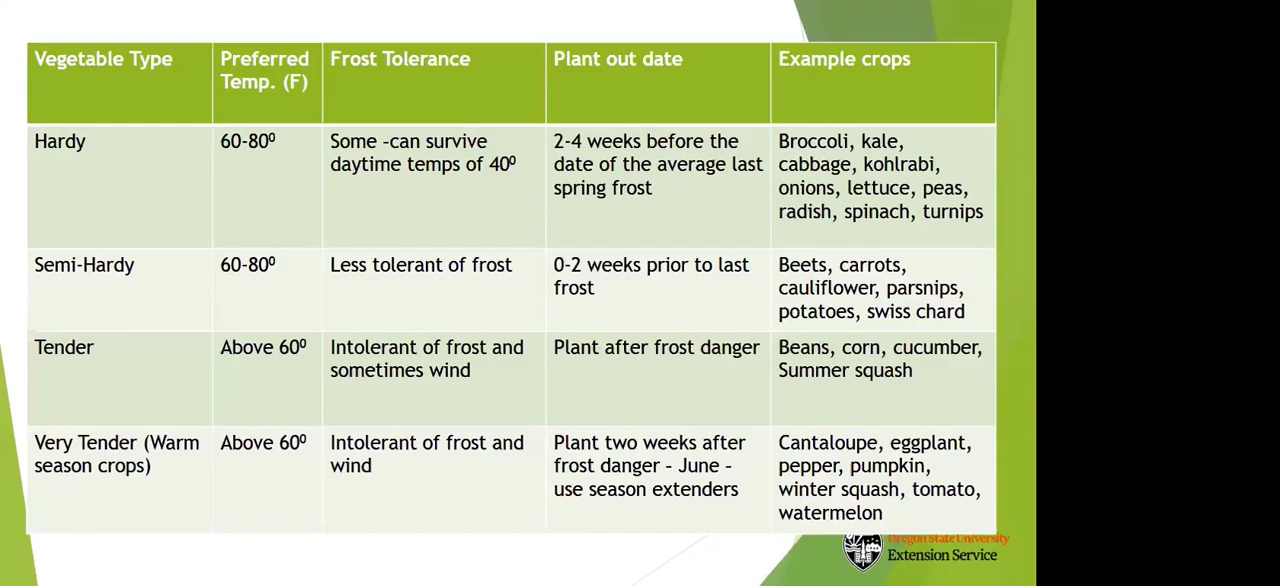 Vegetable Type
Preferred
Temp. (F)
Frost Tolerance
Plant out date
Example crops
Hardy
60-80⁰
Some –can survive
daytime temps of 40⁰
2-4 weeks before the
date of the average last
spring frost
Broccoli, kale,
cabbage, kohlrabi,
onions, lettuce, peas,
radish, spinach, turnips
Semi-Hardy
60-80⁰
Less tolerant of frost
0-2 weeks prior to last
frost
Beets, carrots,
cauliflower, parsnips,
potatoes, swiss chard
Tender
Above 60⁰
Intolerant of frost and
sometimes wind
Plant after frost danger
Beans, corn, cucumber,
Summer squash
Very Tender (Warm
season crops)
Above 60⁰
Intolerant of frost and
wind
Plant two weeks after
frost danger – June –
use season extenders
Cantaloupe, eggplant,
pepper, pumpkin,
winter squash, tomato,
watermelon
Oregon State University
Extension Service